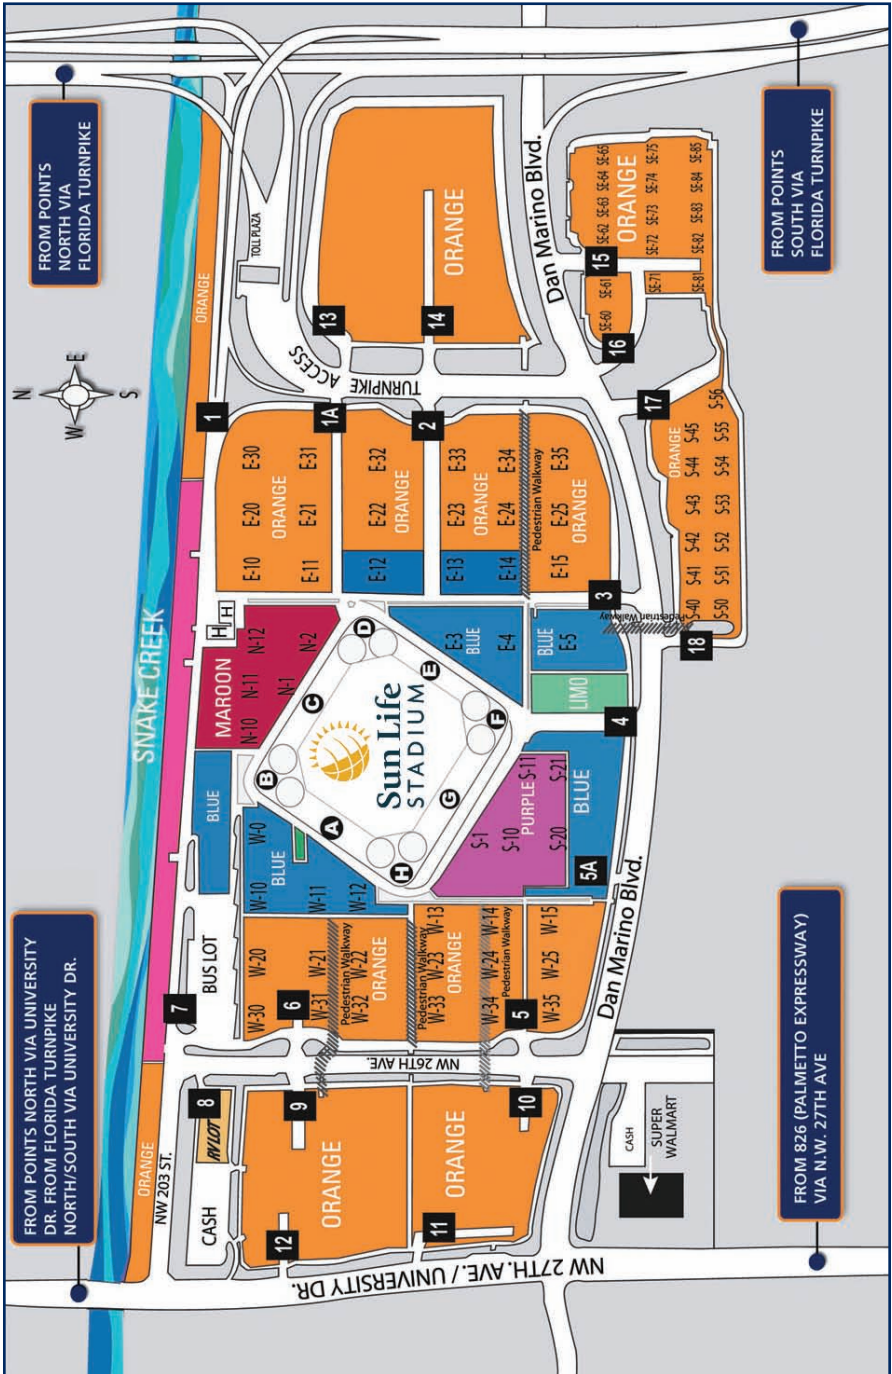 FROM POINTS NORTH VIA UNIVERSITY
DR. FROM FLORIDA TURNPIKE
NORTH/SOUTH VIA UNIVERSITY DR.
FROM POINTS
NORTH VIA
FLORIDA TURNPIKE
N
W E
S
SNAKE CREEK
ORANGE
ORANGE
NW 203 ST.
7
1
CASH
8
RV LOT
BUS LOT
BLUE
MAROON
N-10 N-11 N-12
N-1 N-2
H H
TOLL PLAZA
W-30 W-20 W-10 W-0
E-10 E-20 E-30
ORANGE
E-11 E-21 E-31
12
9
6
W-31 W-21 W-11
BLUE
W-12
Pedestrian Walkway
W-32 W-22
ORANGE
ORANGE
A
B
C
D
E
F
G
H
Sun Life
STADIUM
1A
13
TURNPIKE ACCESS
E-12 E-22 E-32
ORANGE
2
14
ORANGE
NW 26TH AVE.
Pedestrian Walkway
W-33 W-23 W-13
ORANGE
11
ORANGE
W-34 W-24 W-14
Pedestrian Walkway
E-3
BLUE
E-4
E-13 E-23 E-33
ORANGE
E-14 E-24 E-34
Pedestrian Walkway
S-1
S-10
PURPLE
S-11
S-20 S-21
BLUE
5A
LIMO
BLUE
E-5
E-15 E-25 E-35
ORANGE
10
5
W-35 W-25 W-15
4
3
Dan Marino Blvd.
Dan Marino Blvd.
Dan Marino Blvd.
NW 27TH. AVE. / UNIVERSITY DR.
CASH
SUPER
WALMART
18
Pedestrian Walkway
17
16
15
SE-60 SE-61 SE-62 SE-63 SE-64 SE-65
ORANGE
SE-71 SE-72 SE-73 SE-74 SE-75
SE-81 SE-82 SE-83 SE-84 SE-85
ORANGE
S-40 S-41 S-42 S-43 S-44 S-45
S-50 S-51 S-52 S-53 S-54 S-55 S-56
FROM 826 (PALMETTO EXPRESSWAY)
VIA N.W. 27TH AVE
FROM POINTS
SOUTH VIA
FLORIDA TURNPIKE